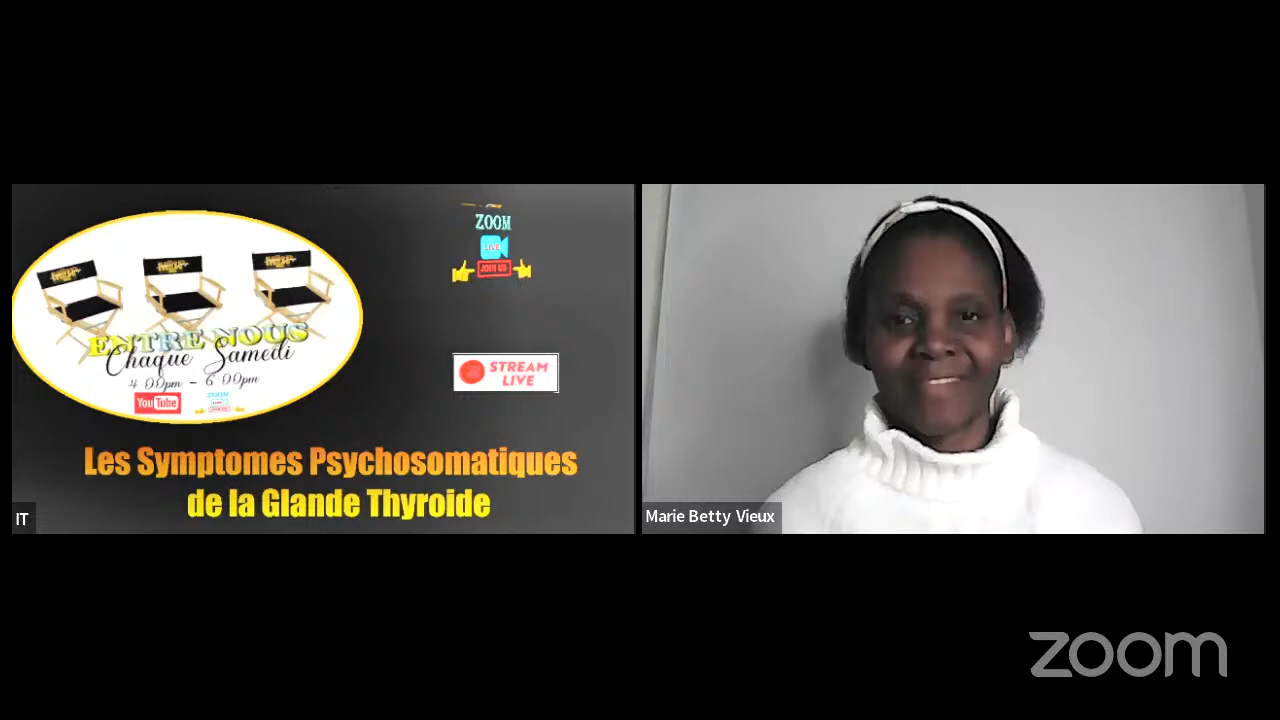 ENTRE NOUS
Chaque Samedi
4:00pm - 6:00pm
YouTube
ZOOM
LIVE
JOIN US
STREAM
LIVE
Les Symptomes Psychosomatiques
de la Glande Thyroide
IT
Marie Betty Vieux
zoom